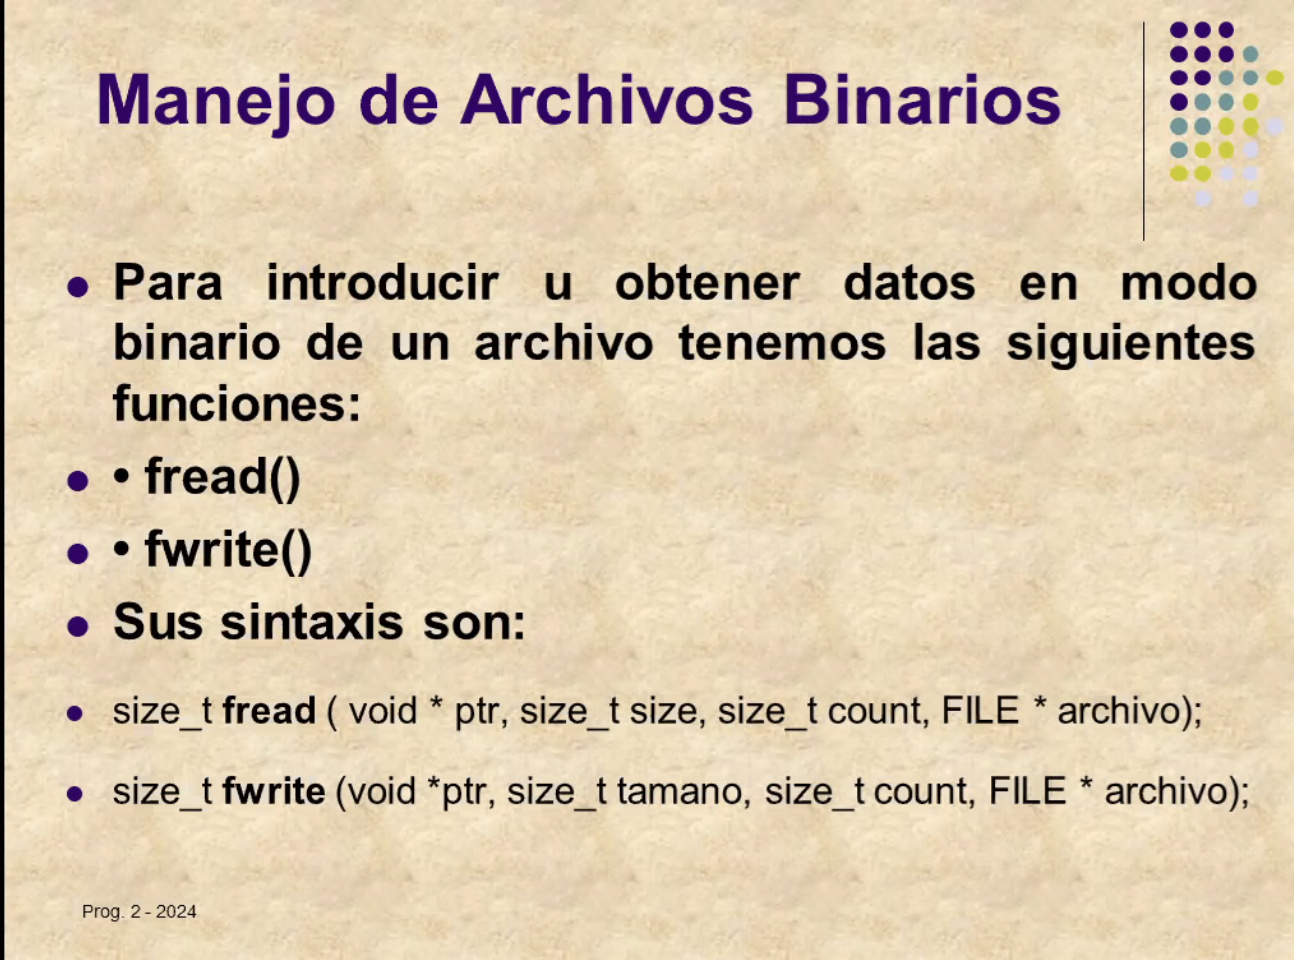 Manejo de Archivos Binarios
● Para introducir u obtener datos en modo
binario de un archivo tenemos las siguientes
funciones:
● • fread()
● • fwrite()
● Sus sintaxis son:
● size_t fread ( void * ptr, size_t size, size_t count, FILE * archivo);
● size_t fwrite (void *ptr, size_t tamano, size_t count, FILE * archivo);
Prog. 2 - 2024